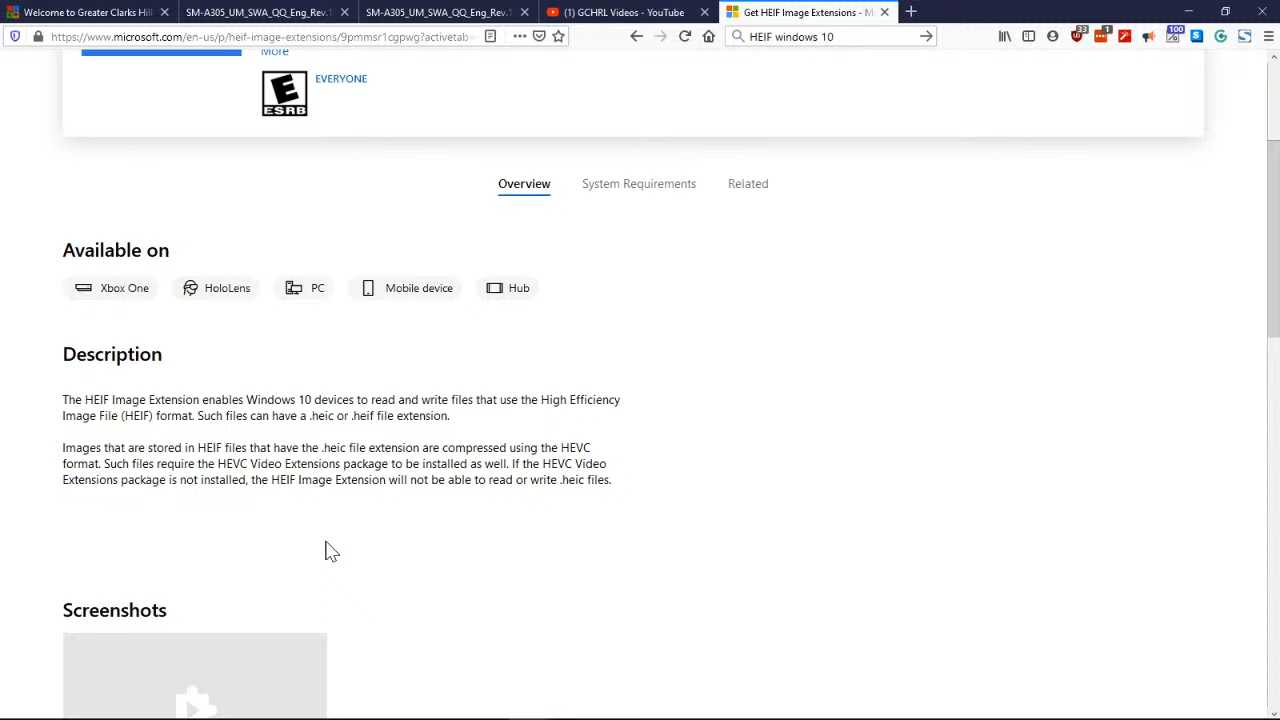 Welcome to Greater Clarks Hill
SM-A305_UM_SWA_QQ_Eng_Rev.1
SM-A305_UM_SWA_QQ_Eng_Rev.1
(1) GCHRL Videos - YouTube
Get HEIF Image Extensions - M
https://www.microsoft.com/en-us/p/heif-image-extensions/9pmmsr1cgpwg?activetab=
HEIF windows 10
33
1
100
More
EVERYONE
E
ESRB
Overview
System Requirements
Related
Available on
Xbox One
HoloLens
PC
Mobile device
Hub
Description
The HEIF Image Extension enables Windows 10 devices to read and write files that use the High Efficiency
Image File (HEIF) format. Such files can have a .heic or .heif file extension.
Images that are stored in HEIF files that have the .heic file extension are compressed using the HEVC
format. Such files require the HEVC Video Extensions package to be installed as well. If the HEVC Video
Extensions package is not installed, the HEIF Image Extension will not be able to read or write .heic files.
Screenshots